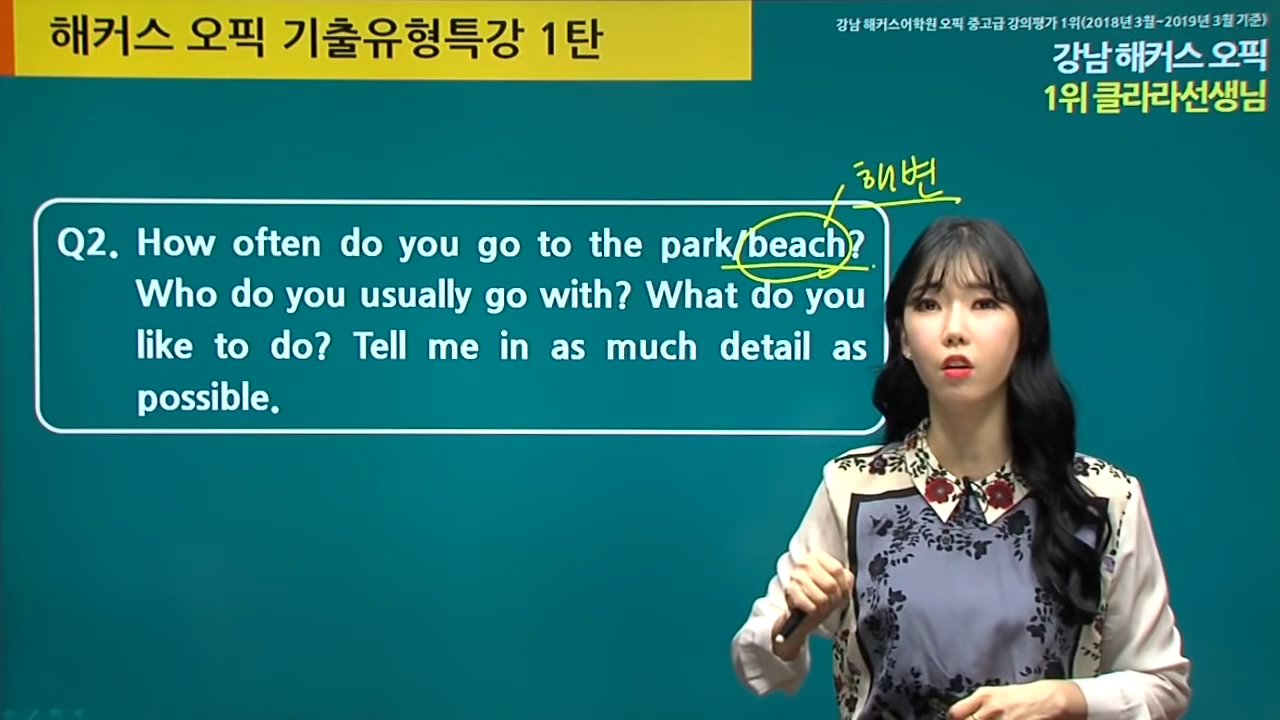 해커스 오픽 기출유형특강 1탄
강남 해커스어학원 오픽 중고급 강의평가 1위(2018년 3월~2019년 3월 기준)
강남 해커스 오픽
1위 클라라선생님
해변
Q2. How often do you go to the park/beach?
Who do you usually go with? What do you
like to do? Tell me in as much detail as
possible.